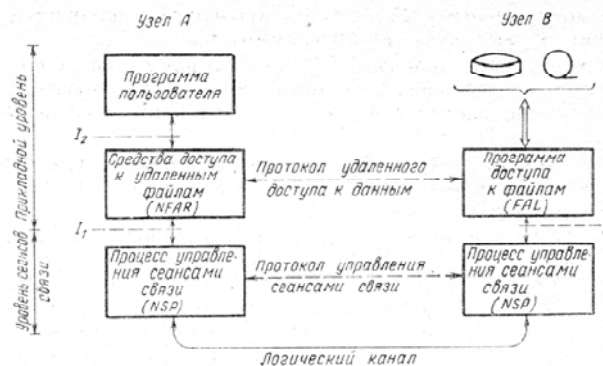 Узел А
Узел В
Прикладной уровень
Уровень сеансов
связи
Программа
пользователя
I₂
Средства доступа
к удаленным
файлам
(NFAR)
Протокол удаленного
доступа к данным
Программа
доступа
к файлам
(FAL)
I₁
Процесс управле-
ния сеансами
связи
(NSP)
Протокол управления
сеансами связи
Процесс управле-
ния сеансами
связи
(NSP)
Логический канал